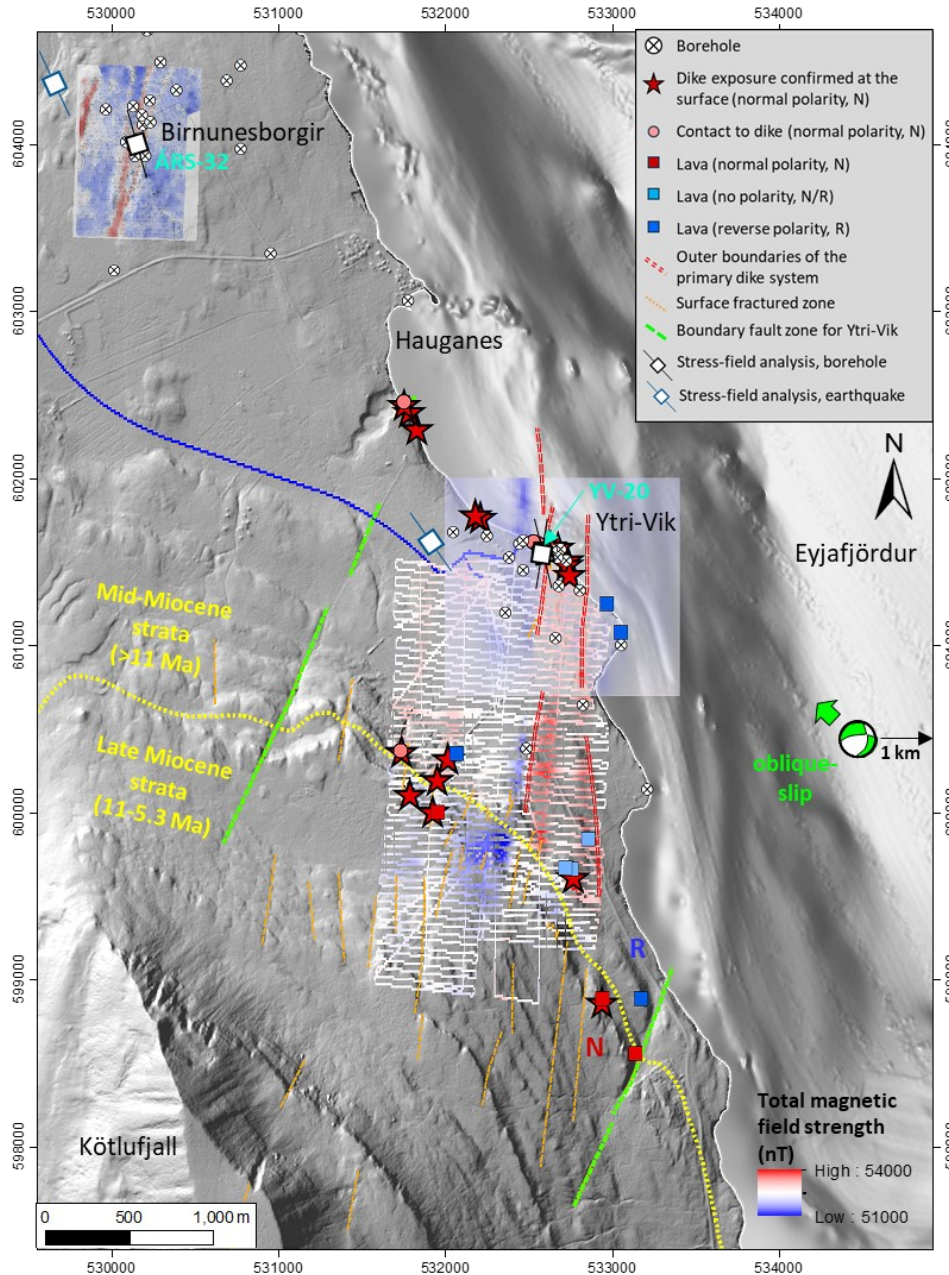 530000 531000 532000 533000 534000
Borehole
Dike exposure confirmed at the
surface (normal polarity, N)
Contact to dike (normal polarity, N)
Lava (normal polarity, N)
Lava (no polarity, N/R)
Lava (reverse polarity, R)
Outer boundaries of the
primary dike system
Surface fractured zone
Boundary fault zone for Ytri-Vik
Stress-field analysis, borehole
Stress-field analysis, earthquake
604000
Birnunesborgir
ÁRS-32
603000
Hauganes
602000
N
YV-20
Ytri-Vik
Eyjafjördur
Mid-Miocene
strata
(>11 Ma)
601000
Late Miocene
strata
(11-5.3 Ma)
1 km
oblique-
slip
600000
599000
R
N
Total magnetic
field strength
(nT)
High : 54000
Low : 51000
Kötlufjall
598000
0 500 1,000 m
530000 531000 532000 533000 534000